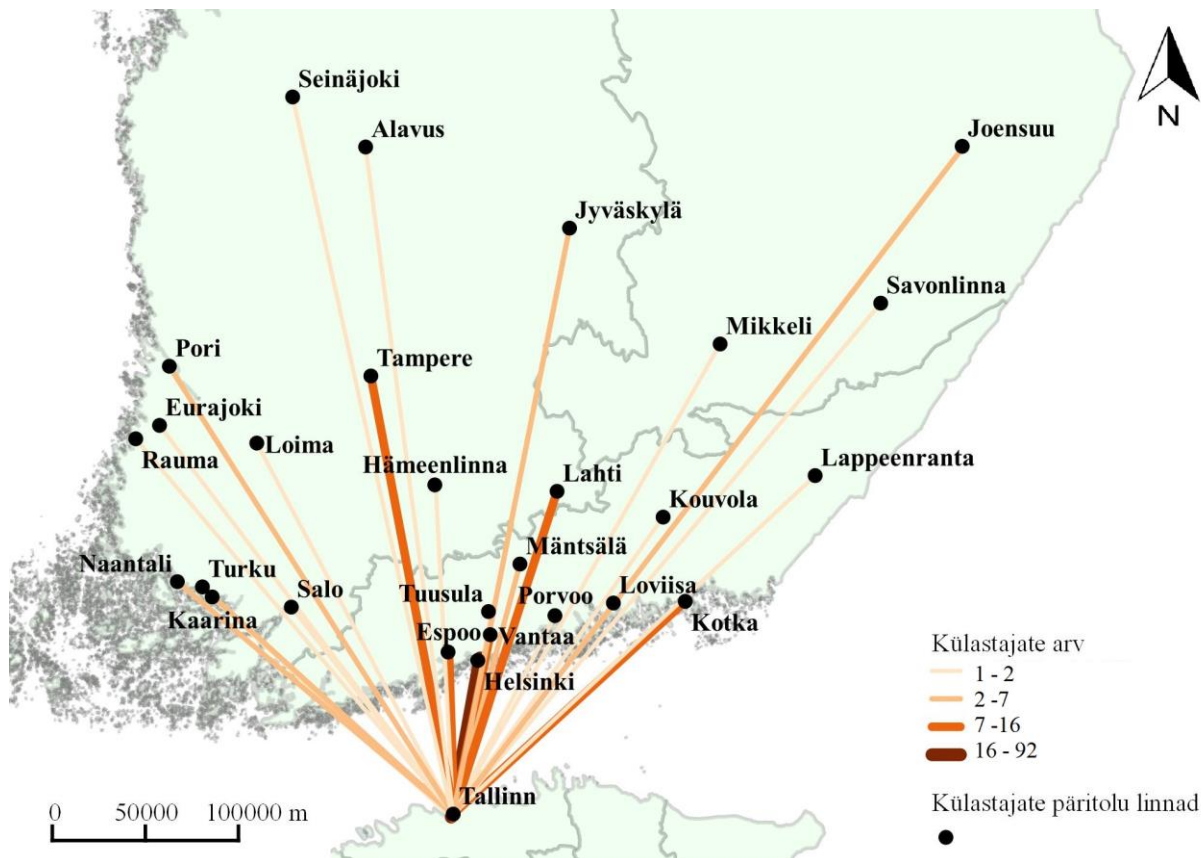 Seinäjoki
Alavus
Joensuu
N
Jyväskylä
Savonlinna
Mikkeli
Pori
Tampere
Eurajoki
Rauma
Loima
Hämeenlinna
Lahti
Lappeenranta
Kouvola
Mäntsälä
Naantali
Turku
Kaarina
Salo
Tuusula
Porvoo
Loviisa
Espoo
Vantaa
Kotka
Helsinki
Tallinn
Külastajate arv
1 - 2
2 -7
7 -16
16 - 92
Külastajate päritolu linnad
0 50000 100000 m